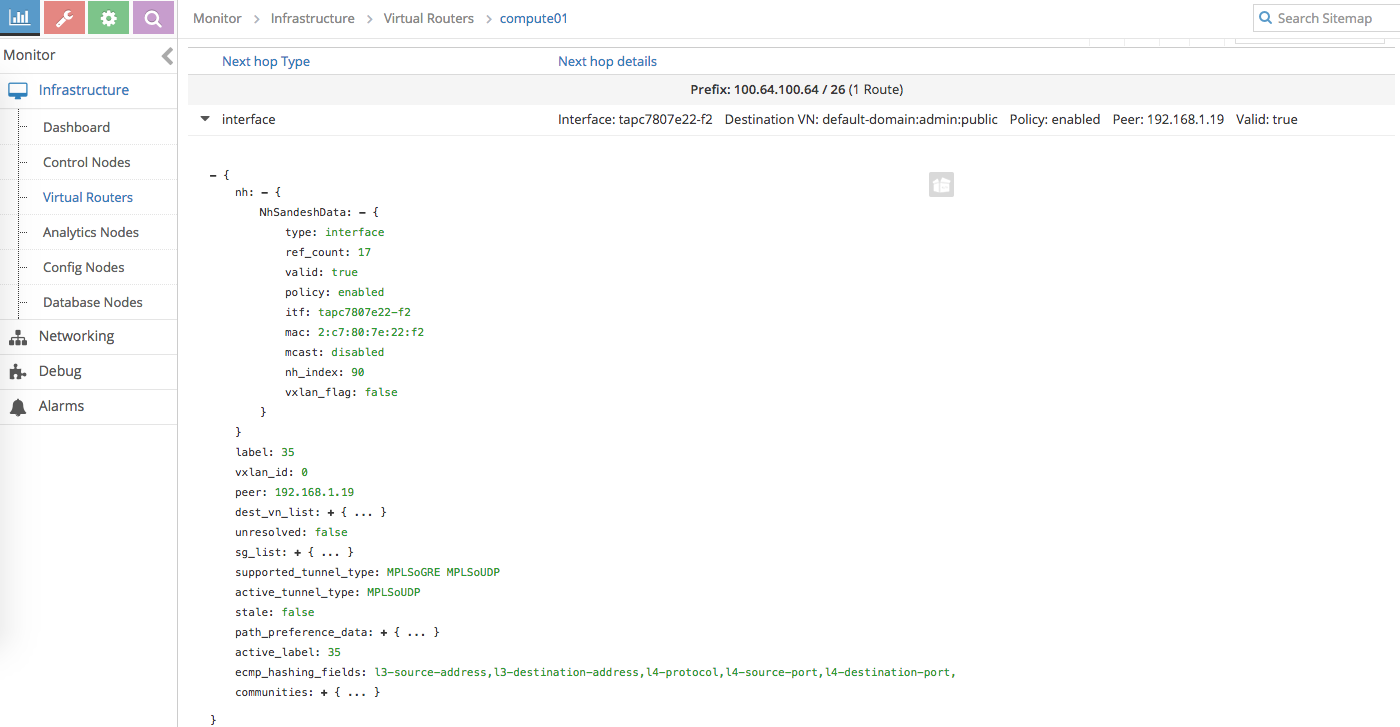 Monitor > Infrastructure > Virtual Routers > compute01
Search Sitemap
Monitor
Infrastructure
Dashboard
Control Nodes
Virtual Routers
Analytics Nodes
Config Nodes
Database Nodes
Networking
Debug
Alarms
Next hop Type Next hop details
Prefix: 100.64.100.64 / 26 (1 Route)
interface Interface: tapc7807e22-f2 Destination VN: default-domain:admin:public Policy: enabled Peer: 192.168.1.19 Valid: true
− {
nh: − {
NhSandeshData: − {
type: interface
ref_count: 17
valid: true
policy: enabled
itf: tapc7807e22-f2
mac: 2:c7:80:7e:22:f2
mcast: disabled
nh_index: 90
vxlan_flag: false
}
}
label: 35
vxlan_id: 0
peer: 192.168.1.19
dest_vn_list: + { ... }
unresolved: false
sg_list: + { ... }
supported_tunnel_type: MPLSoGRE MPLSoUDP
active_tunnel_type: MPLSoUDP
stale: false
path_preference_data: + { ... }
active_label: 35
ecmp_hashing_fields: l3-source-address,l3-destination-address,l4-protocol,l4-source-port,l4-destination-port,
communities: + { ... }
}